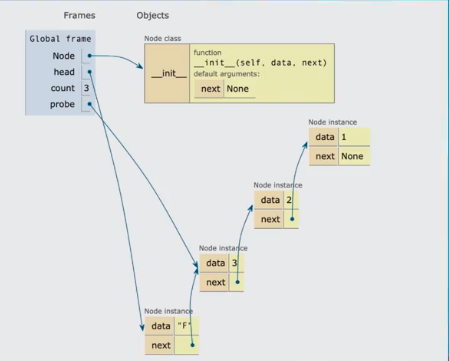 Frames Objects
Global frame
Node
head
count 3
probe
Node class
__init__
function
__init__(self, data, next)
default arguments:
next None
Node instance
data 1
next None
Node instance
data 2
next
Node instance
data 3
next
Node instance
data "F"
next